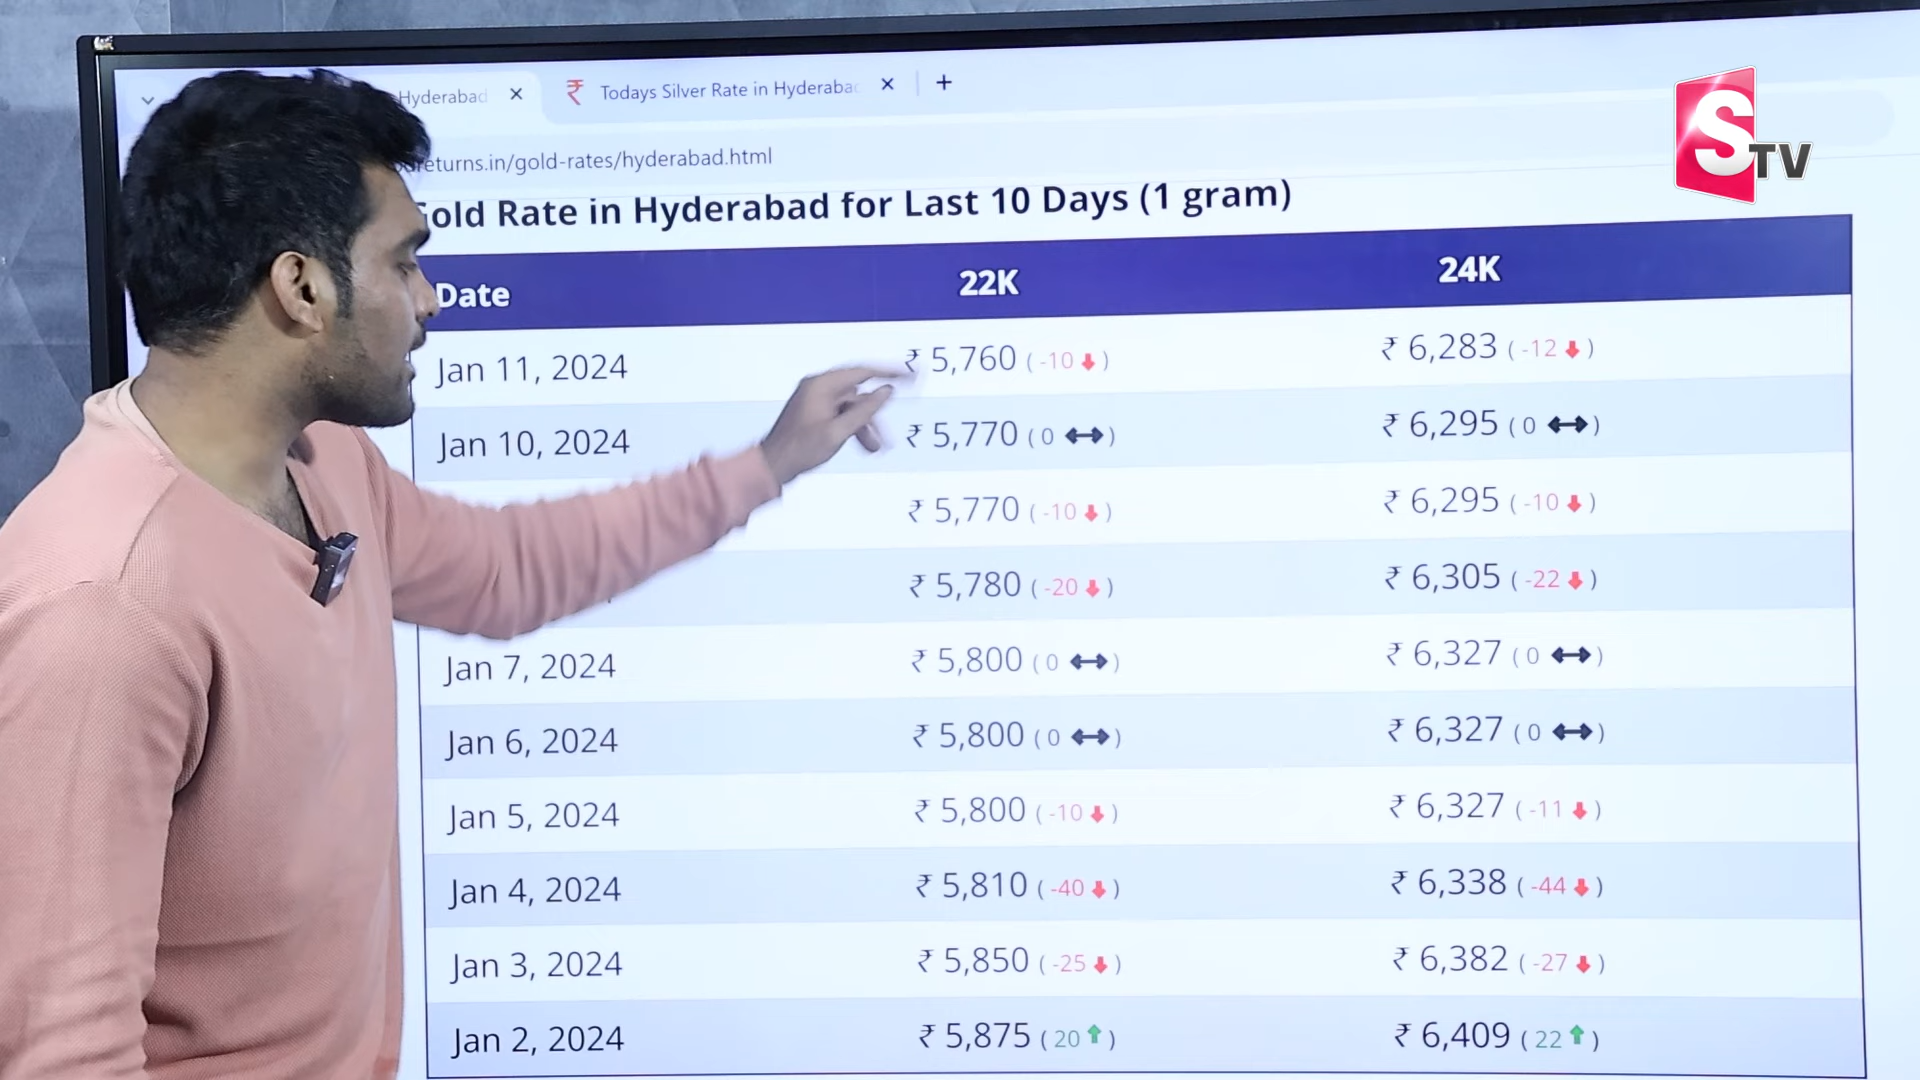 Hyderabad
Todays Silver Rate in Hyderaba
returns.in/gold-rates/hyderabad.html
STV
Gold Rate in Hyderabad for Last 10 Days (1 gram)
Date 22K 24K
Jan 11, 2024 ₹ 5,760 ( -10 ) ₹ 6,283 ( -12 )
Jan 10, 2024 ₹ 5,770 ( 0 ) ₹ 6,295 ( 0 )
₹ 5,770 ( -10 ) ₹ 6,295 ( -10 )
₹ 5,780 ( -20 ) ₹ 6,305 ( -22 )
Jan 7, 2024 ₹ 5,800 ( 0 ) ₹ 6,327 ( 0 )
Jan 6, 2024 ₹ 5,800 ( 0 ) ₹ 6,327 ( 0 )
Jan 5, 2024 ₹ 5,800 ( -10 ) ₹ 6,327 ( -11 )
Jan 4, 2024 ₹ 5,810 ( -40 ) ₹ 6,338 ( -44 )
Jan 3, 2024 ₹ 5,850 ( -25 ) ₹ 6,382 ( -27 )
Jan 2, 2024 ₹ 5,875 ( 20 ) ₹ 6,409 ( 22 )